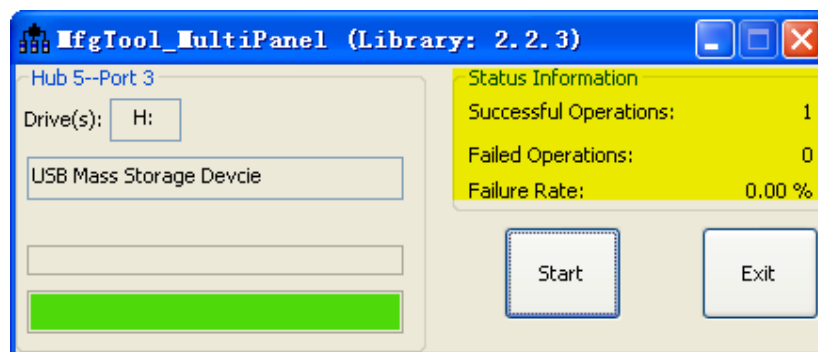 MfgTool_MultiPanel (Library: 2.2.3)
Hub 5--Port 3
Drive(s): H:
USB Mass Storage Devcie
Status Information
Successful Operations: 1
Failed Operations: 0
Failure Rate: 0.00 %
Start Exit